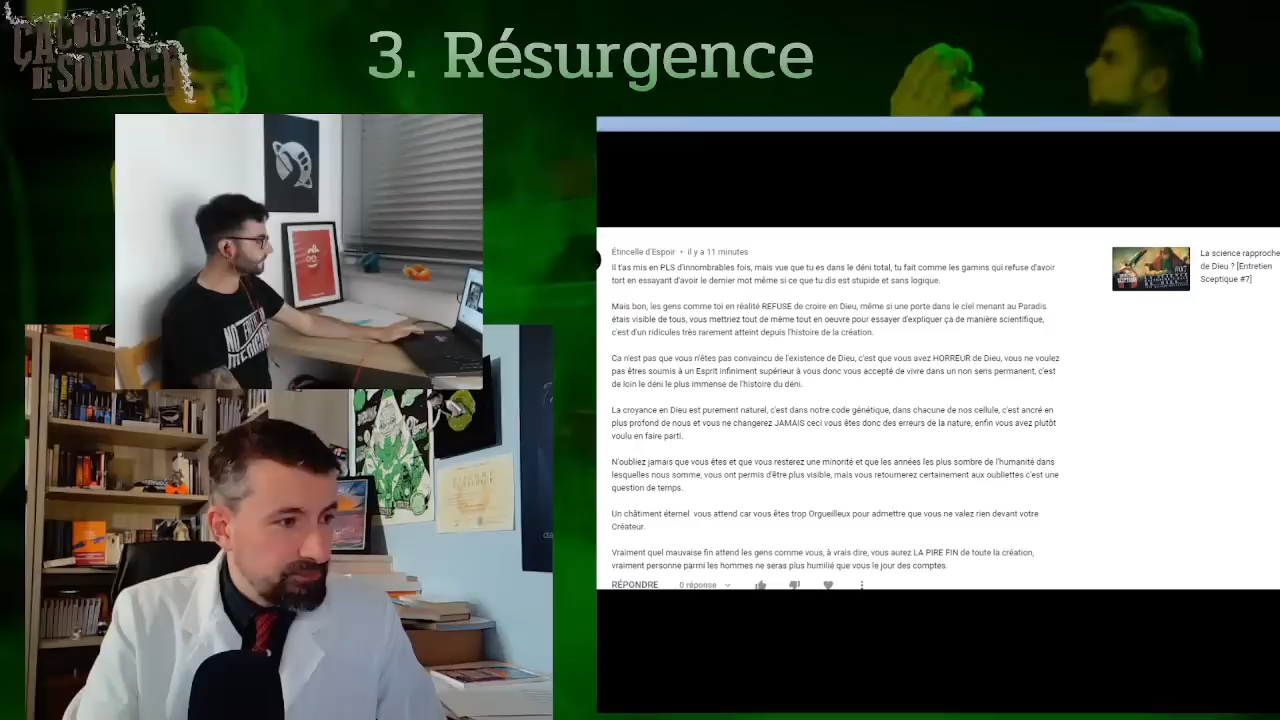 ÇA COULE
DE SOURCE
3. Résurgence
Étincelle d'Espoir • il y a 11 minutes
Il t'as mis en PLS d'innombrables fois, mais vue que tu es dans le déni total, tu fait comme les gamins qui refuse d'avoir
tort en essayant d'avoir le dernier mot même si ce que tu dis est stupide et sans logique.
Mais bon, les gens comme toi en réalité REFUSE de croire en Dieu, même si une porte dans le ciel menant au Paradis
étais visible de tous, vous mettriez tout de même tout en oeuvre pour essayer d'expliquer ça de manière scientifique,
c'est d'un ridicules très rarement atteint depuis l'histoire de la création.
Ca n'est pas que vous n'êtes pas convaincu de l'existence de Dieu, c'est que vous avez HORREUR de Dieu, vous ne voulez
pas êtres soumis à un Esprit infiniment supérieur à vous donc vous accepté de vivre dans un non sens permanent, c'est
de loin le déni le plus immense de l'histoire du déni.
La croyance en Dieu est purement naturel, c'est dans notre code génétique, dans chacune de nos cellule, c'est ancré en
plus profond de nous et vous ne changerez JAMAIS ceci vous êtes donc des erreurs de la nature, enfin vous avez plutôt
voulu en faire parti.
N'oubliez jamais que vous êtes et que vous resterez une minorité et que les années les plus sombre de l'humanité dans
lesquelles nous somme, vous ont permis d'être plus visible, mais vous retournerez certainement aux oubliettes c'est une
question de temps.
Un châtiment éternel vous attend car vous êtes trop Orgueilleux pour admettre que vous ne valez rien devant votre
Créateur.
Vraiment quel mauvaise fin attend les gens comme vous, à vrais dire, vous aurez LA PIRE FIN de toute la création,
vraiment personne parmi les hommes ne seras plus humilié que vous le jour des comptes.
RÉPONDRE 0 réponse
La science rapproche
de Dieu ? [Entretien
Sceptique #7]
#07